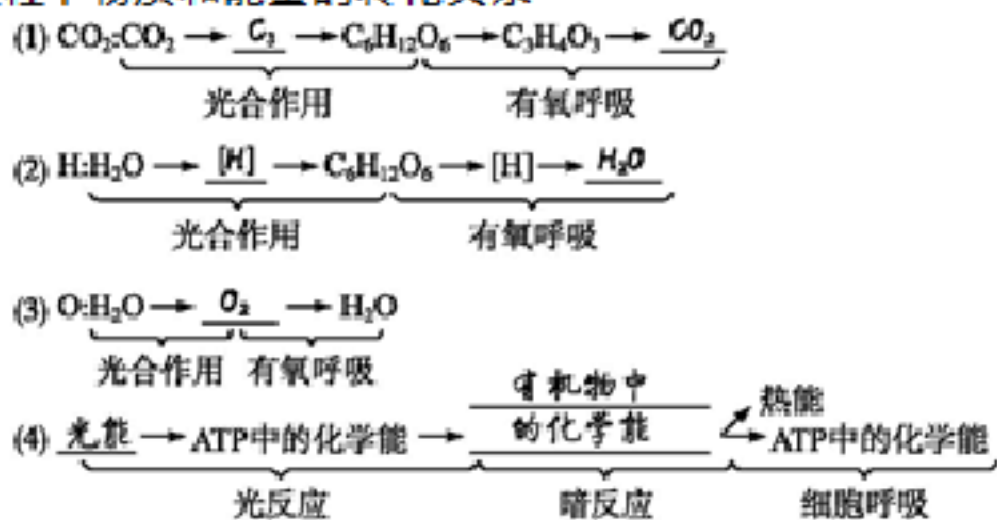 (1) CO₂:CO₂ → C₃ → C₆H₁₂O₆ → C₃H₄O₃ → CO₂
光合作用 有氧呼吸
(2) H:H₂O → [H] → C₆H₁₂O₆ → [H] → H₂O
光合作用 有氧呼吸
(3) O:H₂O → O₂ → H₂O
光合作用 有氧呼吸
有机物中
热能
(4) 光能 → ATP中的化学能 → 的化学能 → ATP中的化学能
光反应 暗反应 细胞呼吸